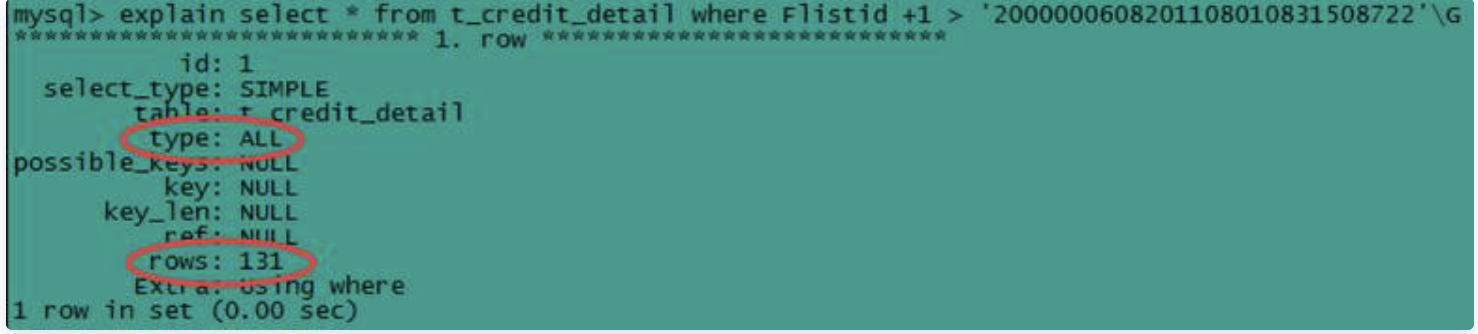 mysql> explain select * from t_credit_detail where Flistid +1 > '2000000608201108010831508722'\G
*************************** 1. row ***************************
id: 1
select_type: SIMPLE
table: t_credit_detail
type: ALL
possible_keys: NULL
key: NULL
key_len: NULL
ref: NULL
rows: 131
Extra: Using where
1 row in set (0.00 sec)